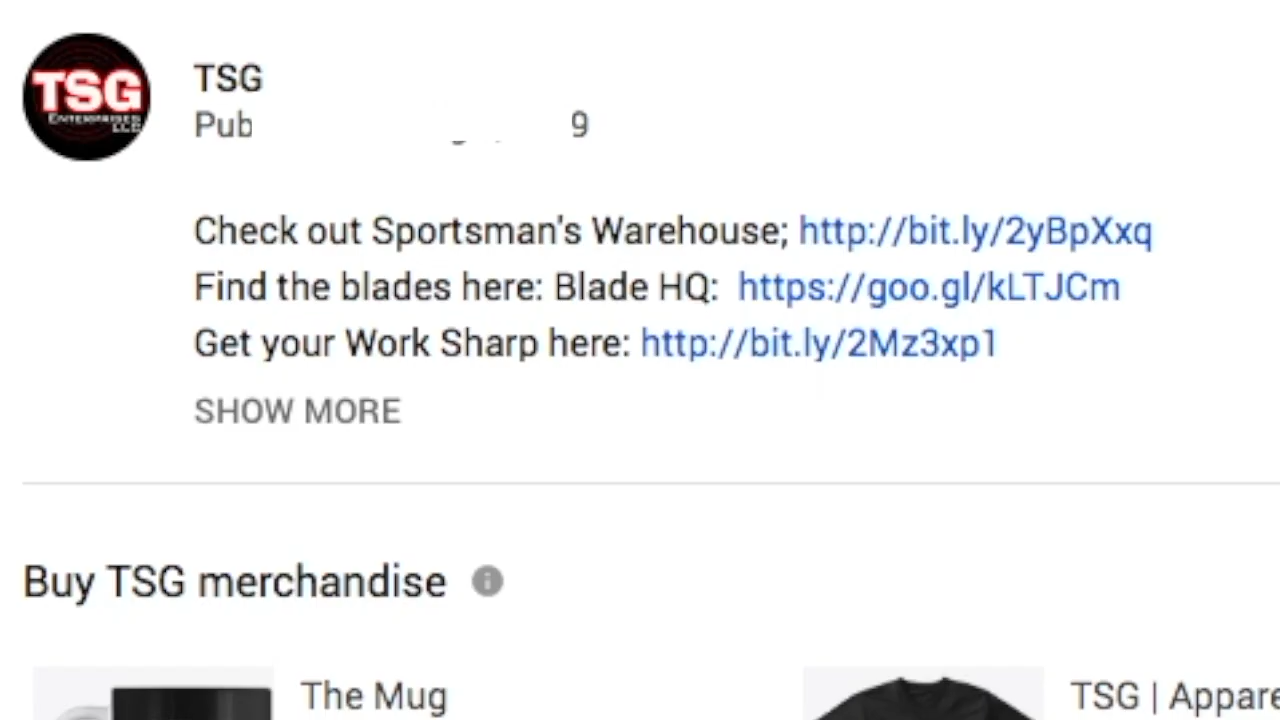 TSG
ENTERPRISES
LLC
TSG
Pub 9
Check out Sportsman's Warehouse; http://bit.ly/2yBpXxq
Find the blades here: Blade HQ: https://goo.gl/kLTJCm
Get your Work Sharp here: http://bit.ly/2Mz3xp1
SHOW MORE
Buy TSG merchandise
The Mug
TSG | Appare